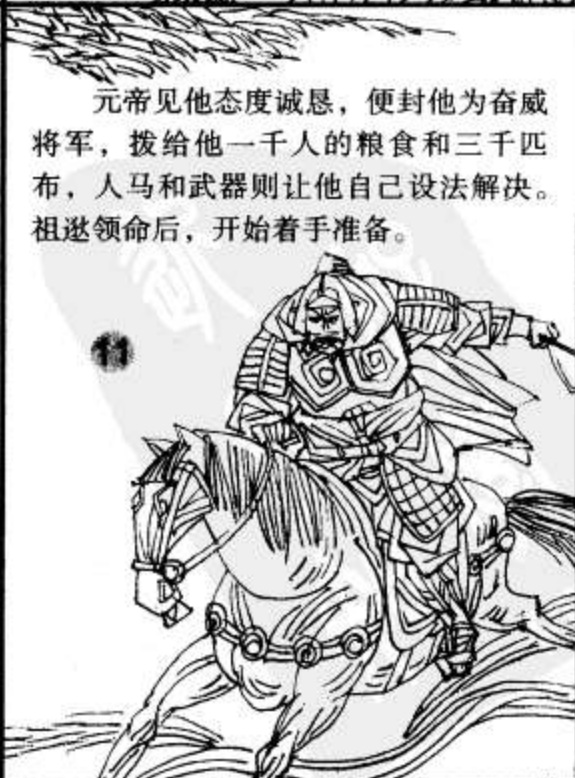 元帝见他态度诚恳，便封他为奋威
将军，拨给他一千人的粮食和三千匹
布，人马和武器则让他自己设法解决。
祖逖领命后，开始着手准备。
11